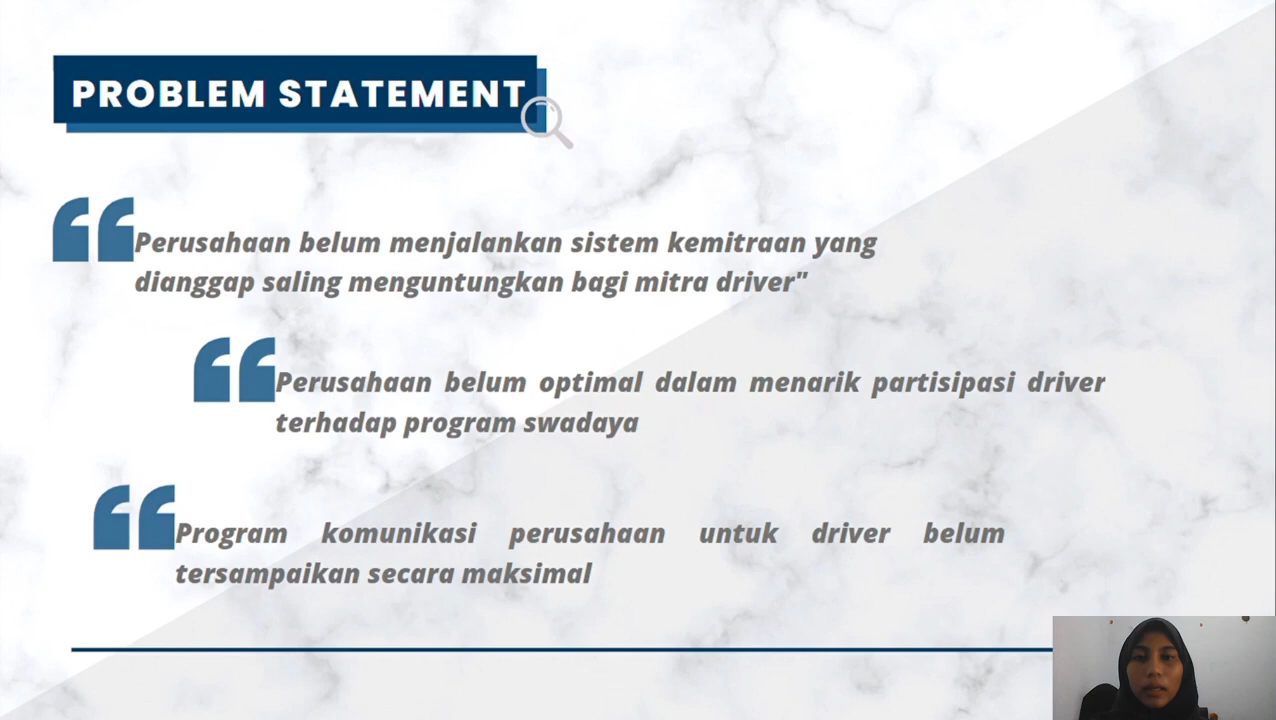 PROBLEM STATEMENT
Perusahaan belum menjalankan sistem kemitraan yang
dianggap saling menguntungkan bagi mitra driver"
Perusahaan belum optimal dalam menarik partisipasi driver
terhadap program swadaya
Program komunikasi perusahaan untuk driver belum
tersampaikan secara maksimal